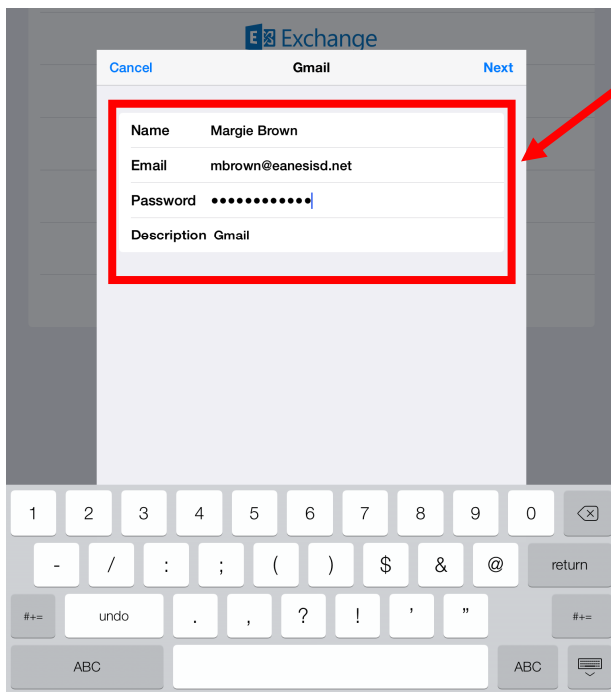 E Exchange
Cancel Gmail Next
Name Margie Brown
Email mbrown@eanesisd.net
Password ••••••••••••
Description Gmail
1 2 3 4 5 6 7 8 9 0
- / : ; ( ) $ & @ return
#+= undo . , ? ! ’ ” #+=
ABC ABC